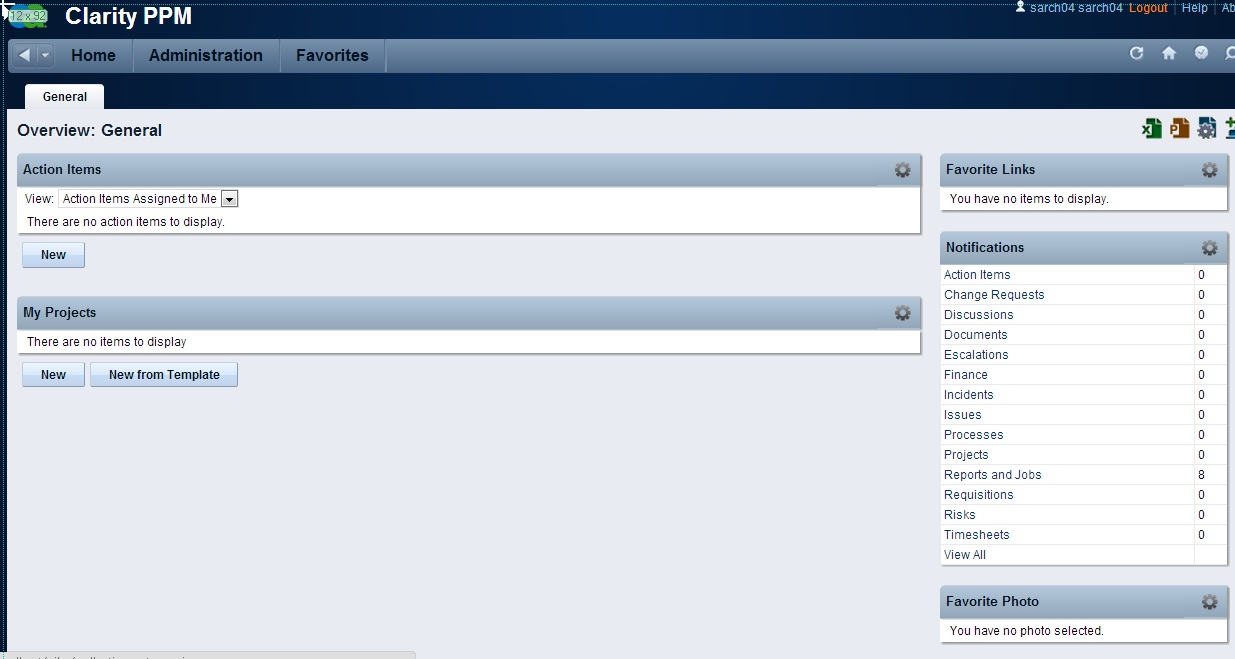 12 x 92
Clarity PPM
sarch04 sarch04 Logout Help
Home Administration Favorites
General
Overview: General
Action Items
View: Action Items Assigned to Me
There are no action items to display.
New
My Projects
There are no items to display
New New from Template
Favorite Links
You have no items to display.
Notifications
Action Items 0
Change Requests 0
Discussions 0
Documents 0
Escalations 0
Finance 0
Incidents 0
Issues 0
Processes 0
Projects 0
Reports and Jobs 8
Requisitions 0
Risks 0
Timesheets 0
View All
Favorite Photo
You have no photo selected.